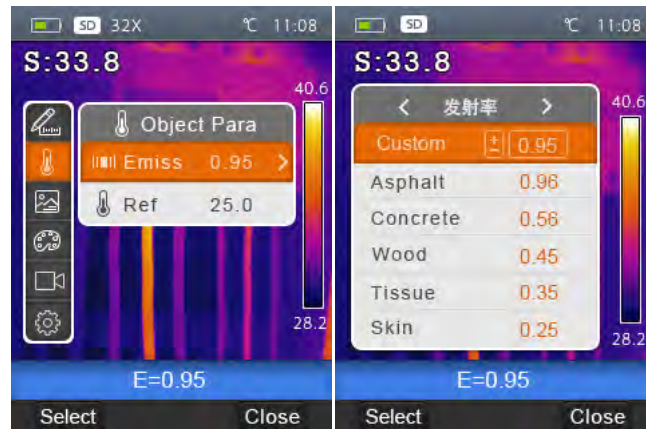 SD 32X ℃ 11:08
S:33.8
40.6
Object Para
Emiss 0.95 >
Ref 25.0
28.2
E=0.95
Select Close
SD ℃ 11:08
S:33.8
40.6
< 发射率 >
Custom ± 0.95
Asphalt 0.96
Concrete 0.56
Wood 0.45
Tissue 0.35
Skin 0.25
28.2
E=0.95
Select Close